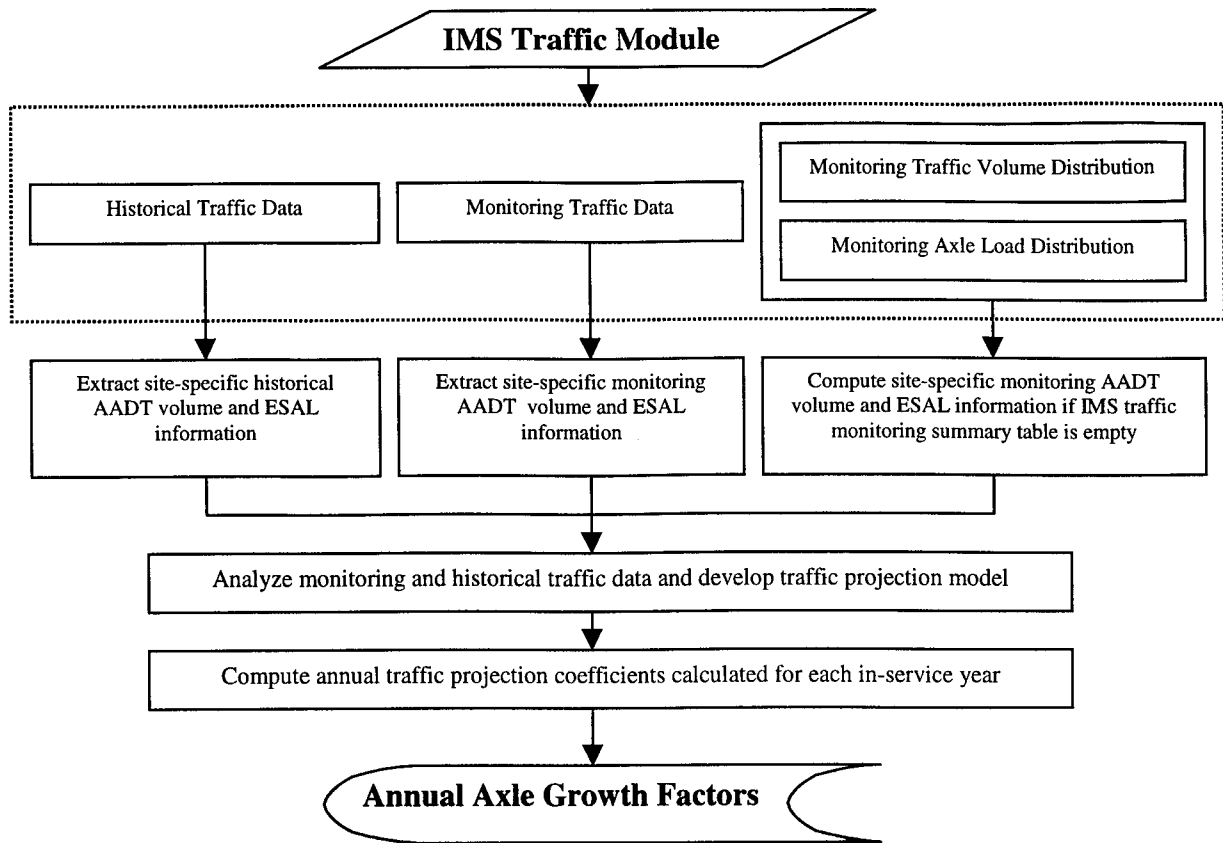 IMS Traffic Module
Historical Traffic Data
Monitoring Traffic Data
Monitoring Traffic Volume Distribution
Monitoring Axle Load Distribution
Extract site-specific historical
AADT volume and ESAL
information
Extract site-specific monitoring
AADT volume and ESAL
information
Compute site-specific monitoring AADT
volume and ESAL information if IMS traffic
monitoring summary table is empty
Analyze monitoring and historical traffic data and develop traffic projection model
Compute annual traffic projection coefficients calculated for each in-service year
Annual Axle Growth Factors